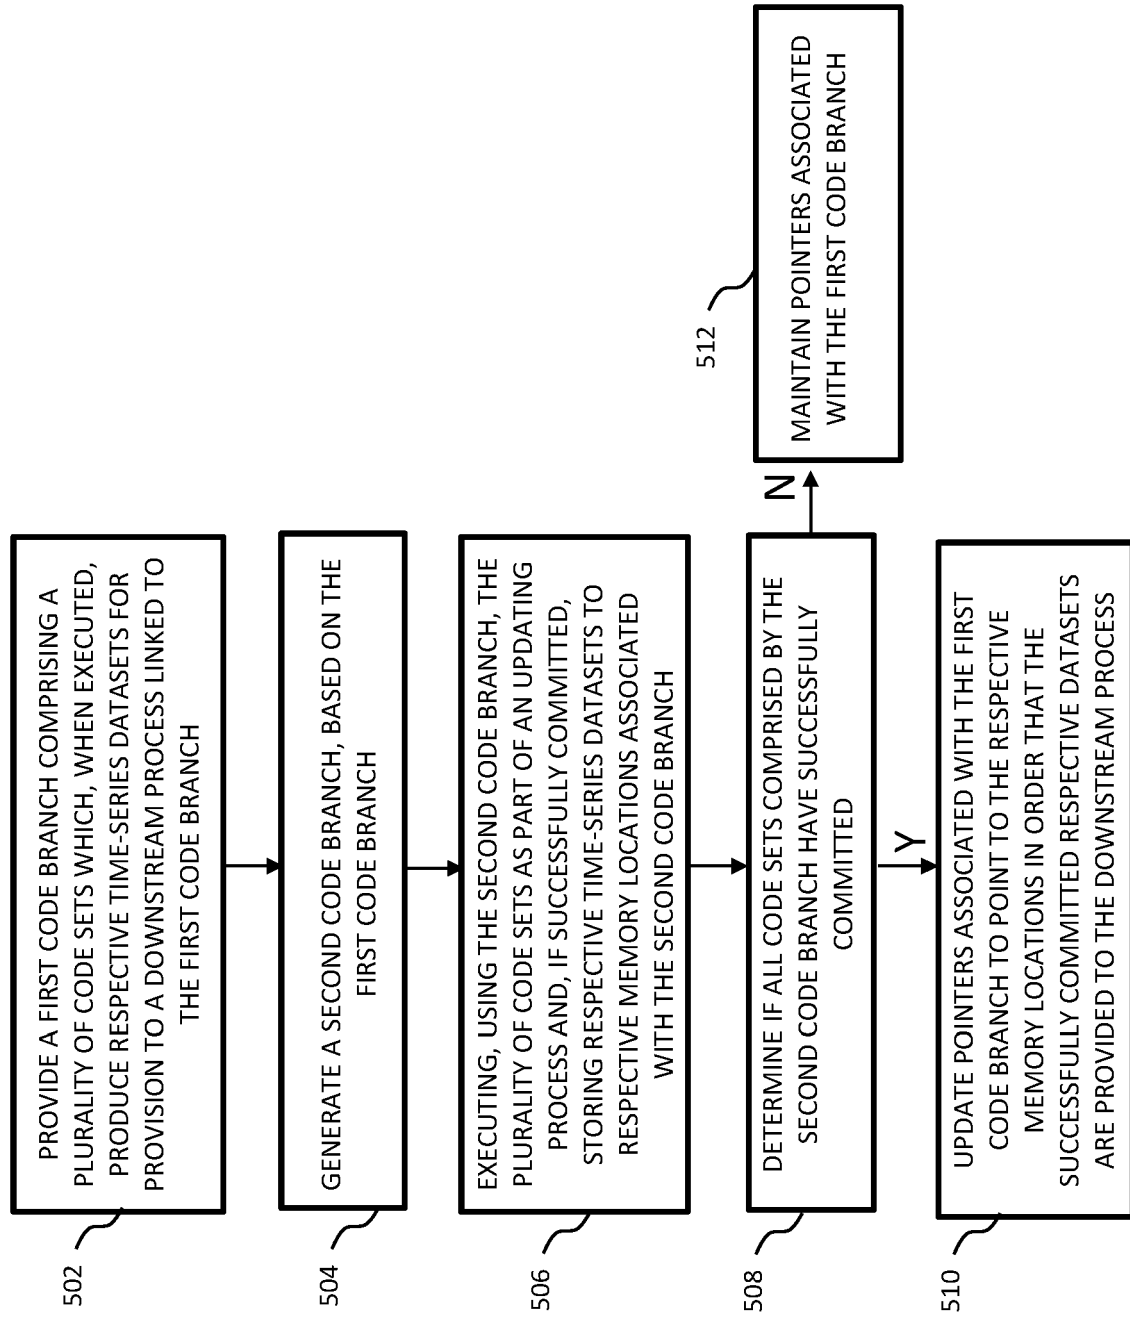 502
PROVIDE A FIRST CODE BRANCH COMPRISING A
PLURALITY OF CODE SETS WHICH, WHEN EXECUTED,
PRODUCE RESPECTIVE TIME-SERIES DATASETS FOR
PROVISION TO A DOWNSTREAM PROCESS LINKED TO
THE FIRST CODE BRANCH
504
GENERATE A SECOND CODE BRANCH, BASED ON THE
FIRST CODE BRANCH
506
EXECUTING, USING THE SECOND CODE BRANCH, THE
PLURALITY OF CODE SETS AS PART OF AN UPDATING
PROCESS AND, IF SUCCESSFULLY COMMITTED,
STORING RESPECTIVE TIME-SERIES DATASETS TO
RESPECTIVE MEMORY LOCATIONS ASSOCIATED
WITH THE SECOND CODE BRANCH
508
DETERMINE IF ALL CODE SETS COMPRISED BY THE
SECOND CODE BRANCH HAVE SUCCESSFULLY
COMMITTED
N
512
MAINTAIN POINTERS ASSOCIATED
WITH THE FIRST CODE BRANCH
Y
510
UPDATE POINTERS ASSOCIATED WITH THE FIRST
CODE BRANCH TO POINT TO THE RESPECTIVE
MEMORY LOCATIONS IN ORDER THAT THE
SUCCESSFULLY COMMITTED RESPECTIVE DATASETS
ARE PROVIDED TO THE DOWNSTREAM PROCESS